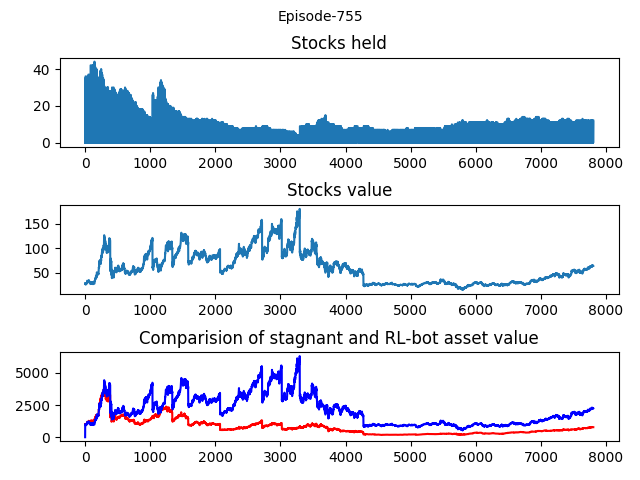 Episode-755
Stocks held
40
20
0
0 1000 2000 3000 4000 5000 6000 7000 8000
Stocks value
150
100
50
0 1000 2000 3000 4000 5000 6000 7000 8000
Comparision of stagnant and RL-bot asset value
5000
2500
0
0 1000 2000 3000 4000 5000 6000 7000 8000